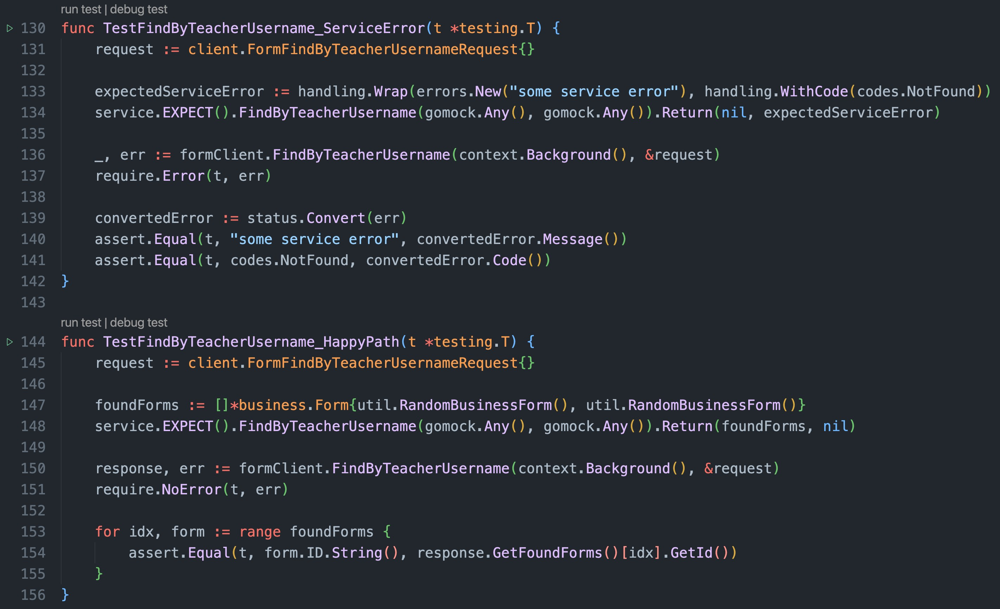 run test | debug test
130 func TestFindByTeacherUsername_ServiceError(t *testing.T) {
131 request := client.FormFindByTeacherUsernameRequest{}
132
133 expectedServiceError := handling.Wrap(errors.New("some service error"), handling.WithCode(codes.NotFound))
134 service.EXPECT().FindByTeacherUsername(gomock.Any(), gomock.Any()).Return(nil, expectedServiceError)
135
136 _, err := formClient.FindByTeacherUsername(context.Background(), &request)
137 require.Error(t, err)
138
139 convertedError := status.Convert(err)
140 assert.Equal(t, "some service error", convertedError.Message())
141 assert.Equal(t, codes.NotFound, convertedError.Code())
142 }
143
run test | debug test
144 func TestFindByTeacherUsername_HappyPath(t *testing.T) {
145 request := client.FormFindByTeacherUsernameRequest{}
146
147 foundForms := []*business.Form{util.RandomBusinessForm(), util.RandomBusinessForm()}
148 service.EXPECT().FindByTeacherUsername(gomock.Any(), gomock.Any()).Return(foundForms, nil)
149
150 response, err := formClient.FindByTeacherUsername(context.Background(), &request)
151 require.NoError(t, err)
152
153 for idx, form := range foundForms {
154 assert.Equal(t, form.ID.String(), response.GetFoundForms()[idx].GetId())
155 }
156 }